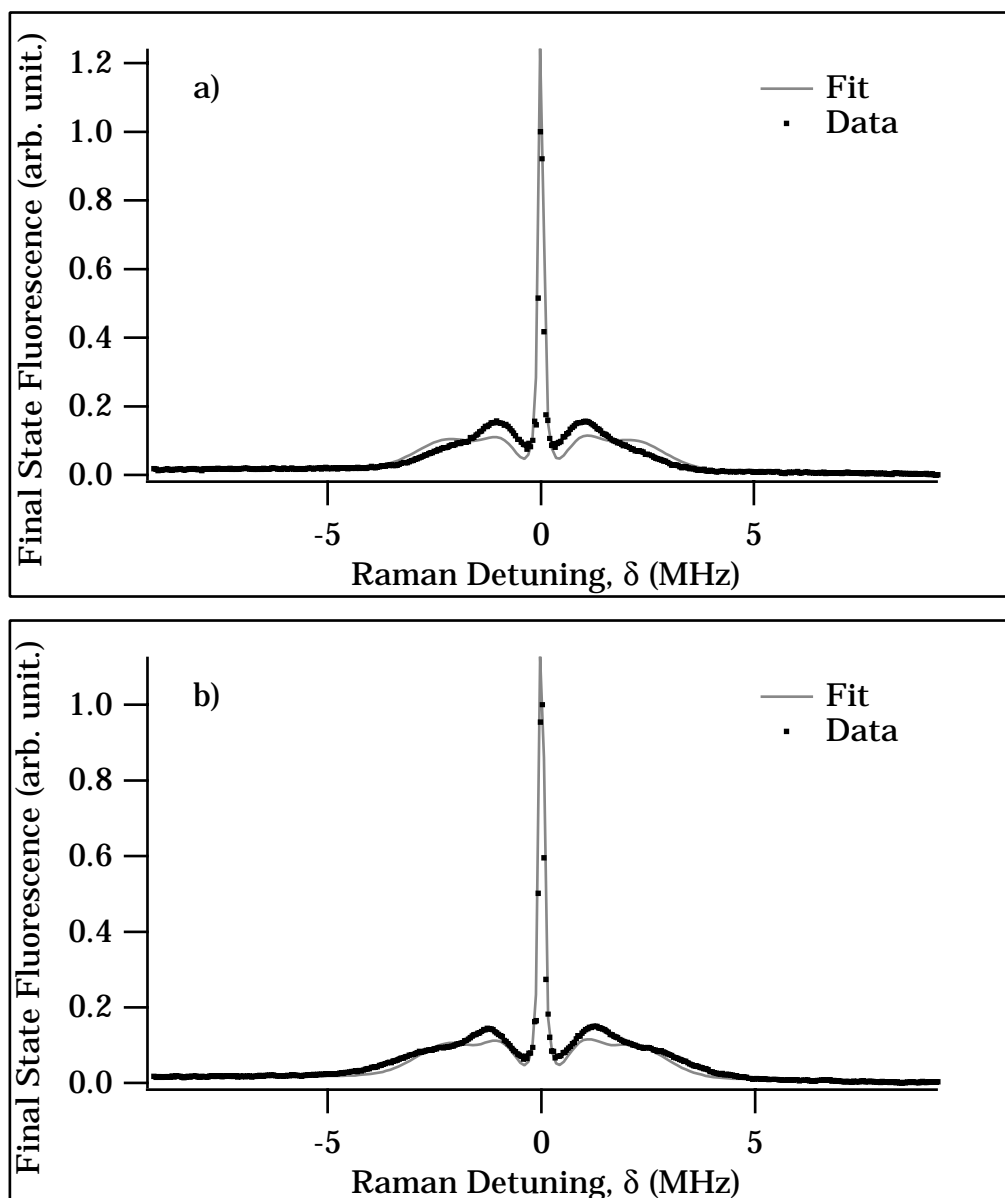 a)
Fit
Data
Final State Fluorescence (arb. unit.)
1.2
1.0
0.8
0.6
0.4
0.2
0.0
-5
0
5
Raman Detuning, δ (MHz)
b)
Fit
Data
Final State Fluorescence (arb. unit.)
1.0
0.8
0.6
0.4
0.2
0.0
-5
0
5
Raman Detuning, δ (MHz)